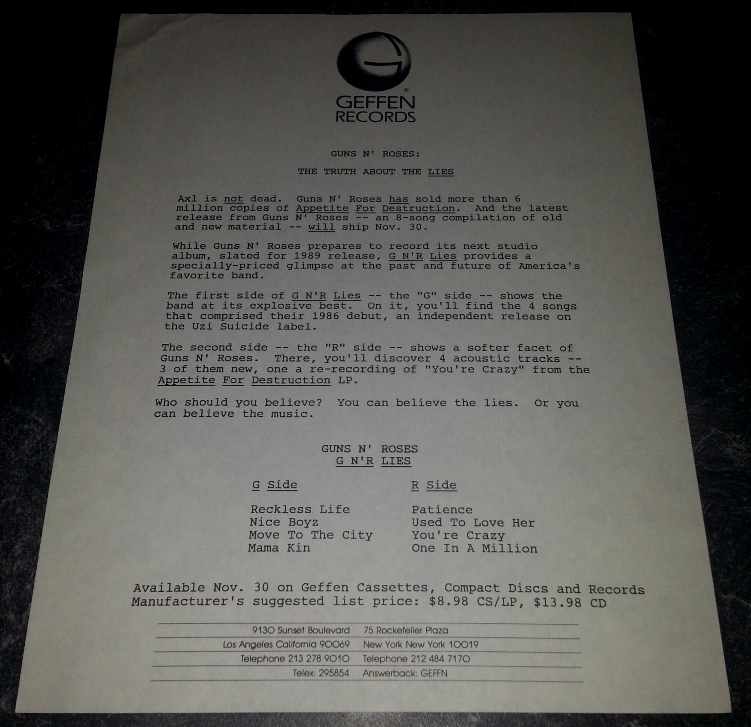 GEFFEN
RECORDS
GUNS N' ROSES:
THE TRUTH ABOUT THE LIES
Axl is not dead. Guns N' Roses has sold more than 6
million copies of Appetite For Destruction. And the latest
release from Guns N' Roses -- an 8-song compilation of old
and new material -- will ship Nov. 30.
While Guns N' Roses prepares to record its next studio
album, slated for 1989 release, G N'R Lies provides a
specially-priced glimpse at the past and future of America's
favorite band.
The first side of G N'R Lies -- the "G" side -- shows the
band at its explosive best. On it, you'll find the 4 songs
that comprised their 1986 debut, an independent release on
the Uzi Suicide label.
The second side -- the "R" side -- shows a softer facet of
Guns N' Roses. There, you'll discover 4 acoustic tracks --
3 of them new, one a re-recording of "You're Crazy" from the
Appetite For Destruction LP.
Who should you believe? You can believe the lies. Or you
can believe the music.
GUNS N' ROSES
G N'R LIES
G Side R Side
Reckless Life Patience
Nice Boyz Used To Love Her
Move To The City You're Crazy
Mama Kin One In A Million
Available Nov. 30 on Geffen Cassettes, Compact Discs and Records
Manufacturer's suggested list price: $8.98 CS/LP, $13.98 CD
9130 Sunset Boulevard 75 Rockefeller Plaza
Los Angeles California 90069 New York New York 10019
Telephone 213 278 9010 Telephone 212 484 7170
Telex: 295854 Answerback: GEFFN